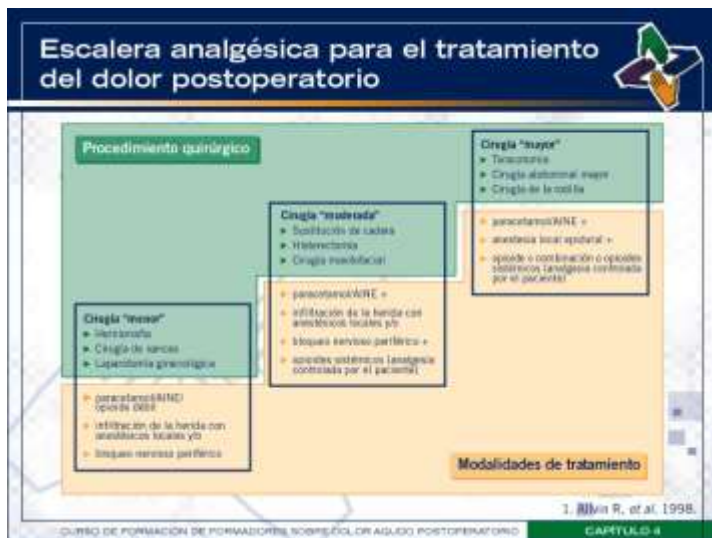 Escalera analgésica para el tratamiento
del dolor postoperatorio
Procedimiento quirúrgico
Cirugía "mayor"
► Toracotomía
► Cirugía abdominal mayor
► Cirugía de la rodilla
► paracetamol/AINE +
► anestesia local epidural +
► opioide o combinación o opioides
sistémicos (analgesia controlada
por el paciente)
Cirugía "moderada"
► Sustitución de cadera
► Histerectomía
► Cirugía maxilofacial
► paracetamol/AINE +
► infiltración de la herida con
anestésicos locales y/o
► bloqueo nervioso periférico +
► opioides sistémicos (analgesia
controlada por el paciente)
Cirugía "menor"
► Herniorrafia
► Cirugía de varices
► Laparotomía ginecológica
► paracetamol/AINE/
opioide débil
► infiltración de la herida con
anestésicos locales y/o
► bloqueo nervioso periférico
Modalidades de tratamiento
1. R, et al. 1998.
CURSO DE FORMACIÓN DE FORMADORES SOBRE DOLOR AGUDO POSTOPERATORIO
CAPÍTULO 4